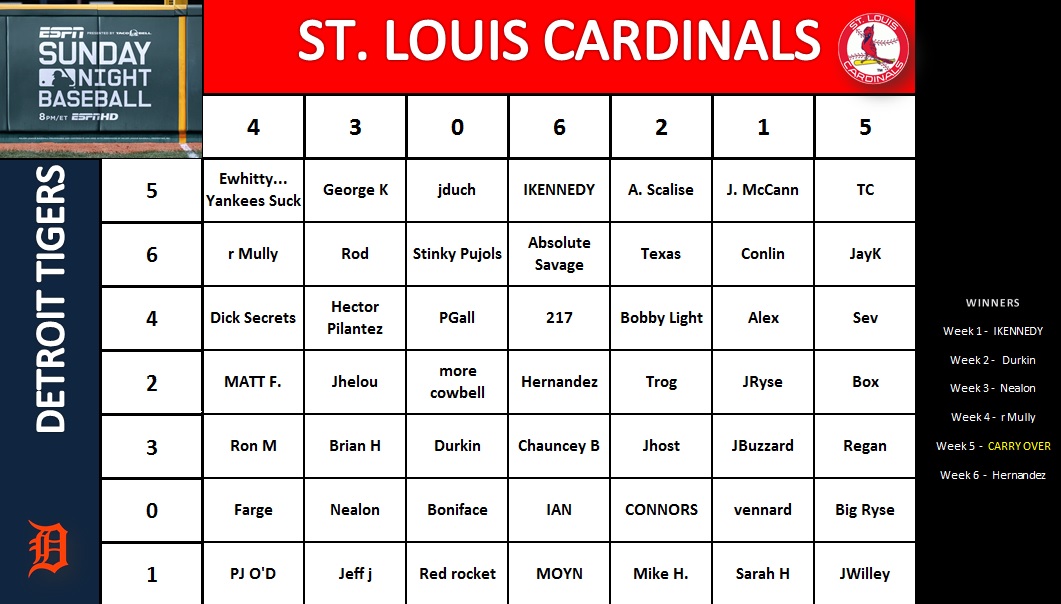 ESPN PRESENTED BY TACO BELL
SUNDAY
NIGHT
BASEBALL
8PM/ET ESPN HD
ST. LOUIS CARDINALS
ST. LOUIS
CARDINALS
DETROIT TIGERS
D
4 3 0 6 2 1 5
5 Ewhitty... Yankees Suck George K jduch IKENNEDY A. Scalise J. McCann TC
6 r Mully Rod Stinky Pujols Absolute Savage Texas Conlin JayK
4 Dick Secrets Hector Pilantez PGall 217 Bobby Light Alex Sev
2 MATT F. Jhelou more cowbell Hernandez Trog JRyse Box
3 Ron M Brian H Durkin Chauncey B Jhost JBuzzard Regan
0 Farge Nealon Boniface IAN CONNORS vennard Big Ryse
1 PJ O'D Jeff j Red rocket MOYN Mike H. Sarah H JWilley
WINNERS
Week 1 - IKENNEDY
Week 2 - Durkin
Week 3 - Nealon
Week 4 - r Mully
Week 5 - CARRY OVER
Week 6 - Hernandez